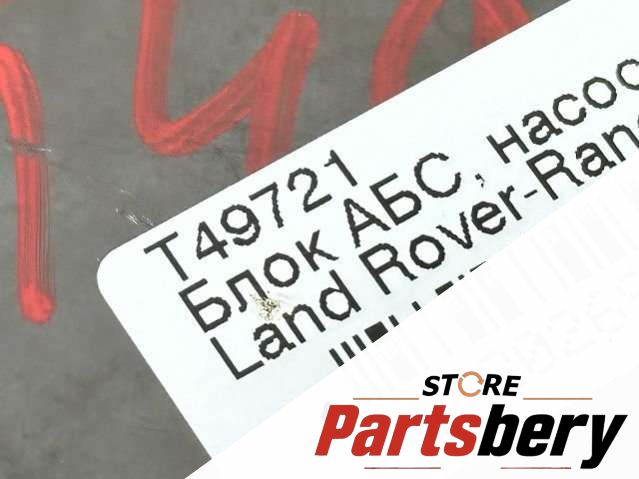 T49721
Блок АБС, насос
Land Rover-Ran
STORE
Partsbery